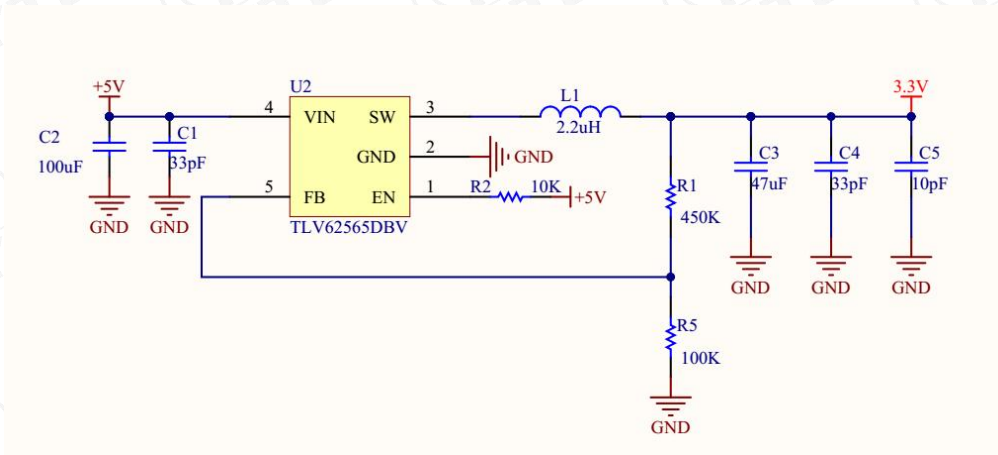 +5V
U2
L1
3.3V
4
VIN
SW
3
2.2uH
C2
100uF
C1
33pF
GND
2
GND
C3
47uF
C4
33pF
C5
10pF
5
FB
EN
1
R2
10K
+5V
R1
450K
GND
GND
TLV62565DBV
GND
GND
GND
R5
100K
GND